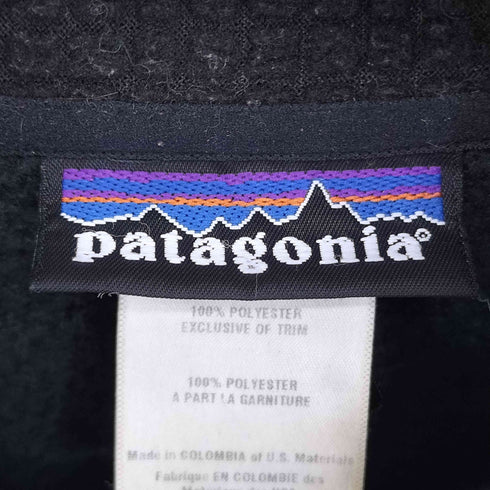 patagonia®
100% POLYESTER
EXCLUSIVE OF TRIM
100% POLYESTER
À PART LA GARNITURE
Made in COLOMBIA of U.S. Materials
Fabriqué EN COLOMBIE des